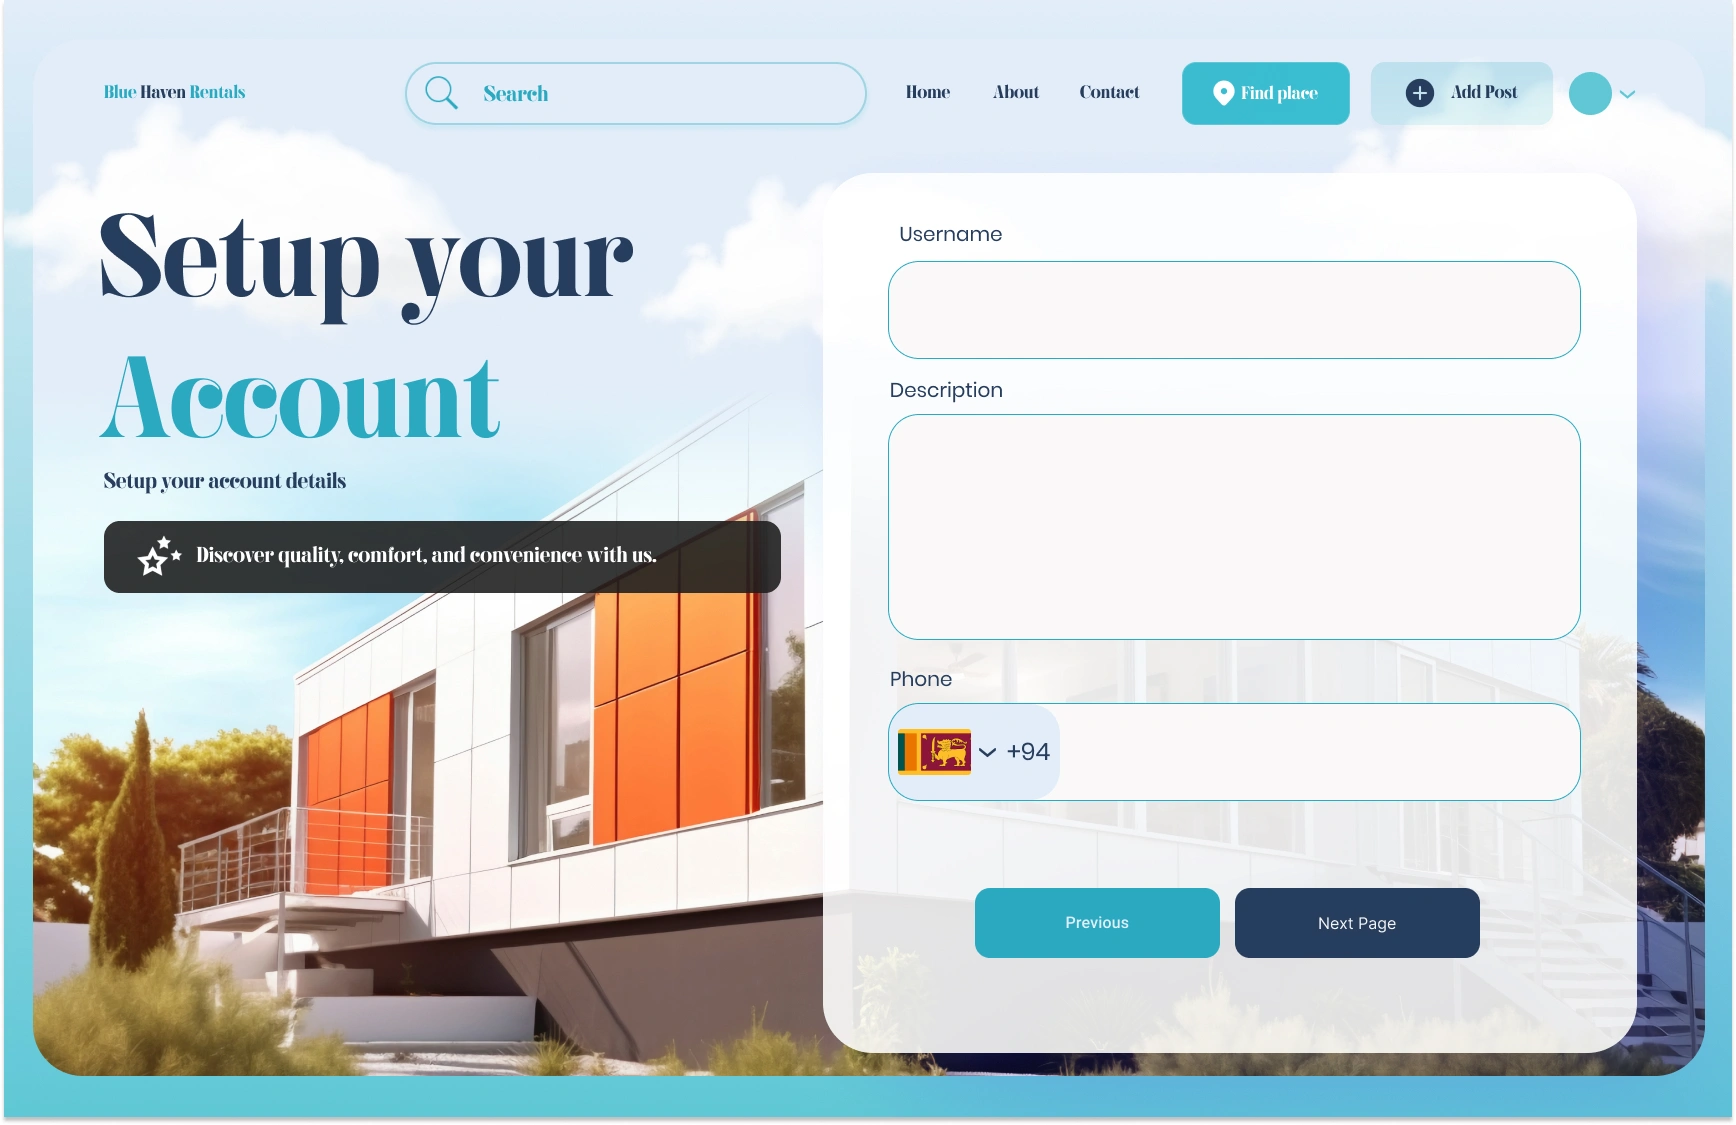 Blue Haven Rentals
Search
Home
About
Contact
Find place
Add Post
Setup your
Account
Setup your account details
Discover quality, comfort, and convenience with us.
Username
Description
Phone
+94
Previous
Next Page